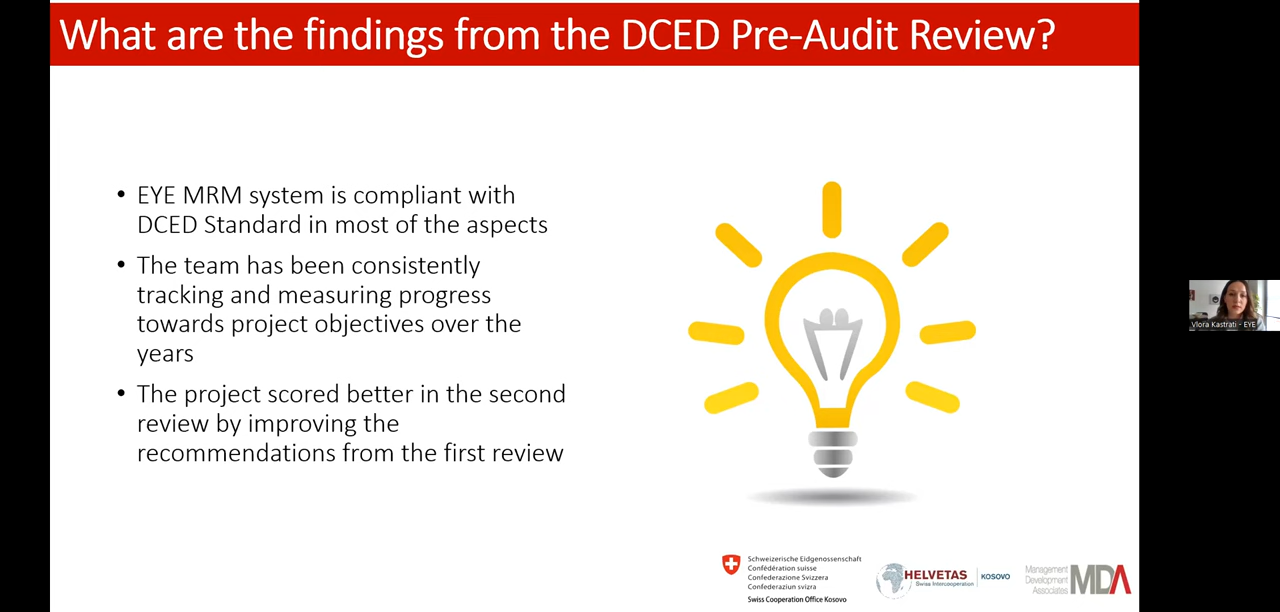 What are the findings from the DCED Pre-Audit Review?
• EYE MRM system is compliant with
DCED Standard in most of the aspects
• The team has been consistently
tracking and measuring progress
towards project objectives over the
years
• The project scored better in the second
review by improving the
recommendations from the first review
Vlora Kastrati - EYE
Schweizerische Eidgenossenschaft
Confédération suisse
Confederazione Svizzera
Confederaziun svizra
Swiss Cooperation Office Kosovo
HELVETAS
Swiss Intercooperation
KOSOVO
Management
Development
Associates
MDA